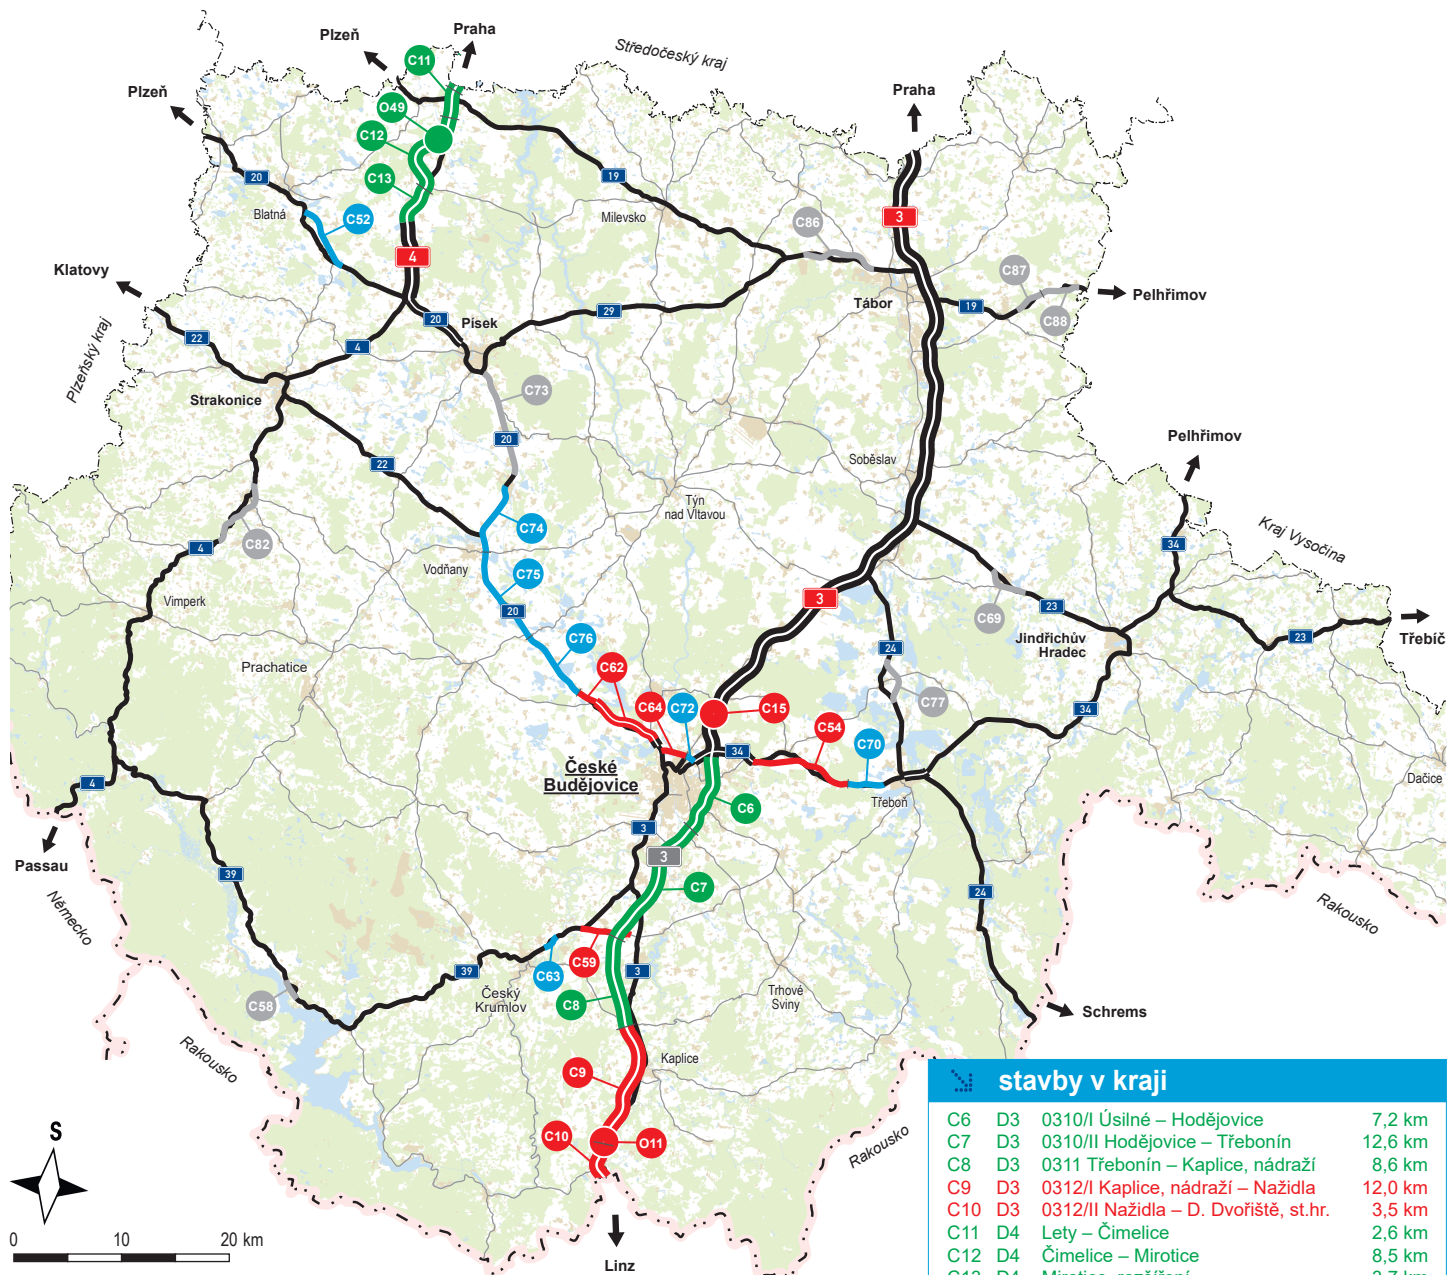 Plzeň
Praha
Středočeský kraj
C11
Plzeň
Praha
O49
C12
C13
20
19
Blatná
C52
Milevsko
C86
3
4
Klatovy
C87
Pelhřimov
Tábor
19
C88
29
20
Písek
Plzeňský kraj
22
4
C73
Strakonice
20
Pelhřimov
22
Soběslav
Týn
nad Vltavou
C74
Kraj Vysočina
C82
4
34
Vodňany
C75
Vimperk
20
3
C69
23
Třebíč
23
Jindřichův
Hradec
C76
24
Prachatice
C62
C77
C64
C72
C15
34
C54
C70
34
České
Budějovice
Dačice
4
Třeboň
C6
3
Passau
3
39
C7
24
Německo
Rakousko
C59
C63
39
3
Český
Krumlov
Trhové
Sviny
C58
C8
Schrems
Rakousko
Kaplice
C9
C10
O11
Rakousko
S
0 10 20 km
Linz
stavby v kraji
C6 D3 0310/I Úsilné – Hodějovice 7,2 km
C7 D3 0310/II Hodějovice – Třebonín 12,6 km
C8 D3 0311 Třebonín – Kaplice, nádraží 8,6 km
C9 D3 0312/I Kaplice, nádraží – Nažidla 12,0 km
C10 D3 0312/II Nažidla – D. Dvořiště, st.hr. 3,5 km
C11 D4 Lety – Čimelice 2,6 km
C12 D4 Čimelice – Mirotice 8,5 km